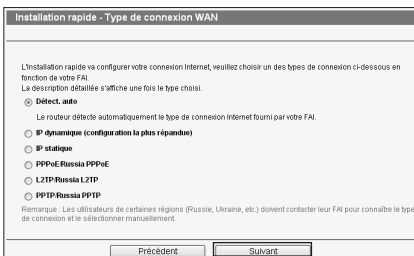 Installation rapide - Type de connexion WAN
L'Installation rapide va configurer votre connexion Internet, veuillez choisir un des types de connexion ci-dessous en
fonction de votre FAI.
La description détaillée s'affiche une fois le type choisi.
Détect. auto
Le routeur détecte automatiquement le type de connexion Internet fourni par votre FAI.
IP dynamique (configuration la plus répandue)
IP statique
PPPoE/Russia PPPoE
L2TP/Russia L2TP
PPTP/Russia PPTP
Remarque : Les utilisateurs de certaines régions (Russie, Ukraine, etc.) doivent contacter leur FAI pour connaître le type
de connexion et le sélectionner manuellement.
Précédent Suivant